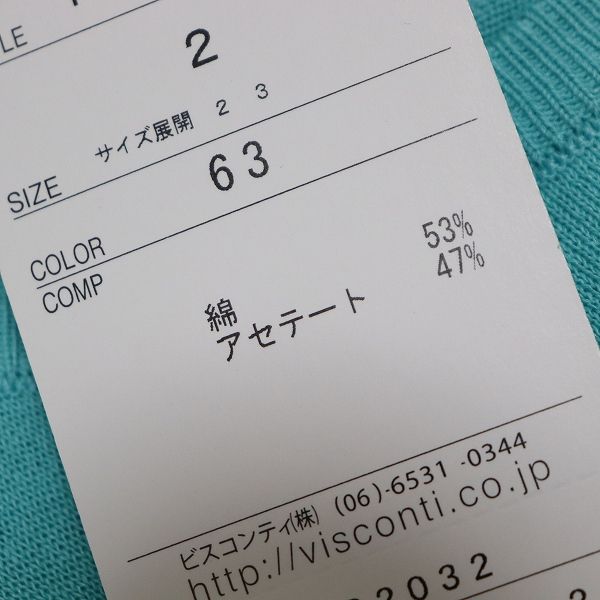 2
サイズ展開 2 3
SIZE
63
COLOR
COMP
綿 53%
アセテート 47%
ビスコンティ(株) (06)-6531-0344
http://visconti.co.jp
2032